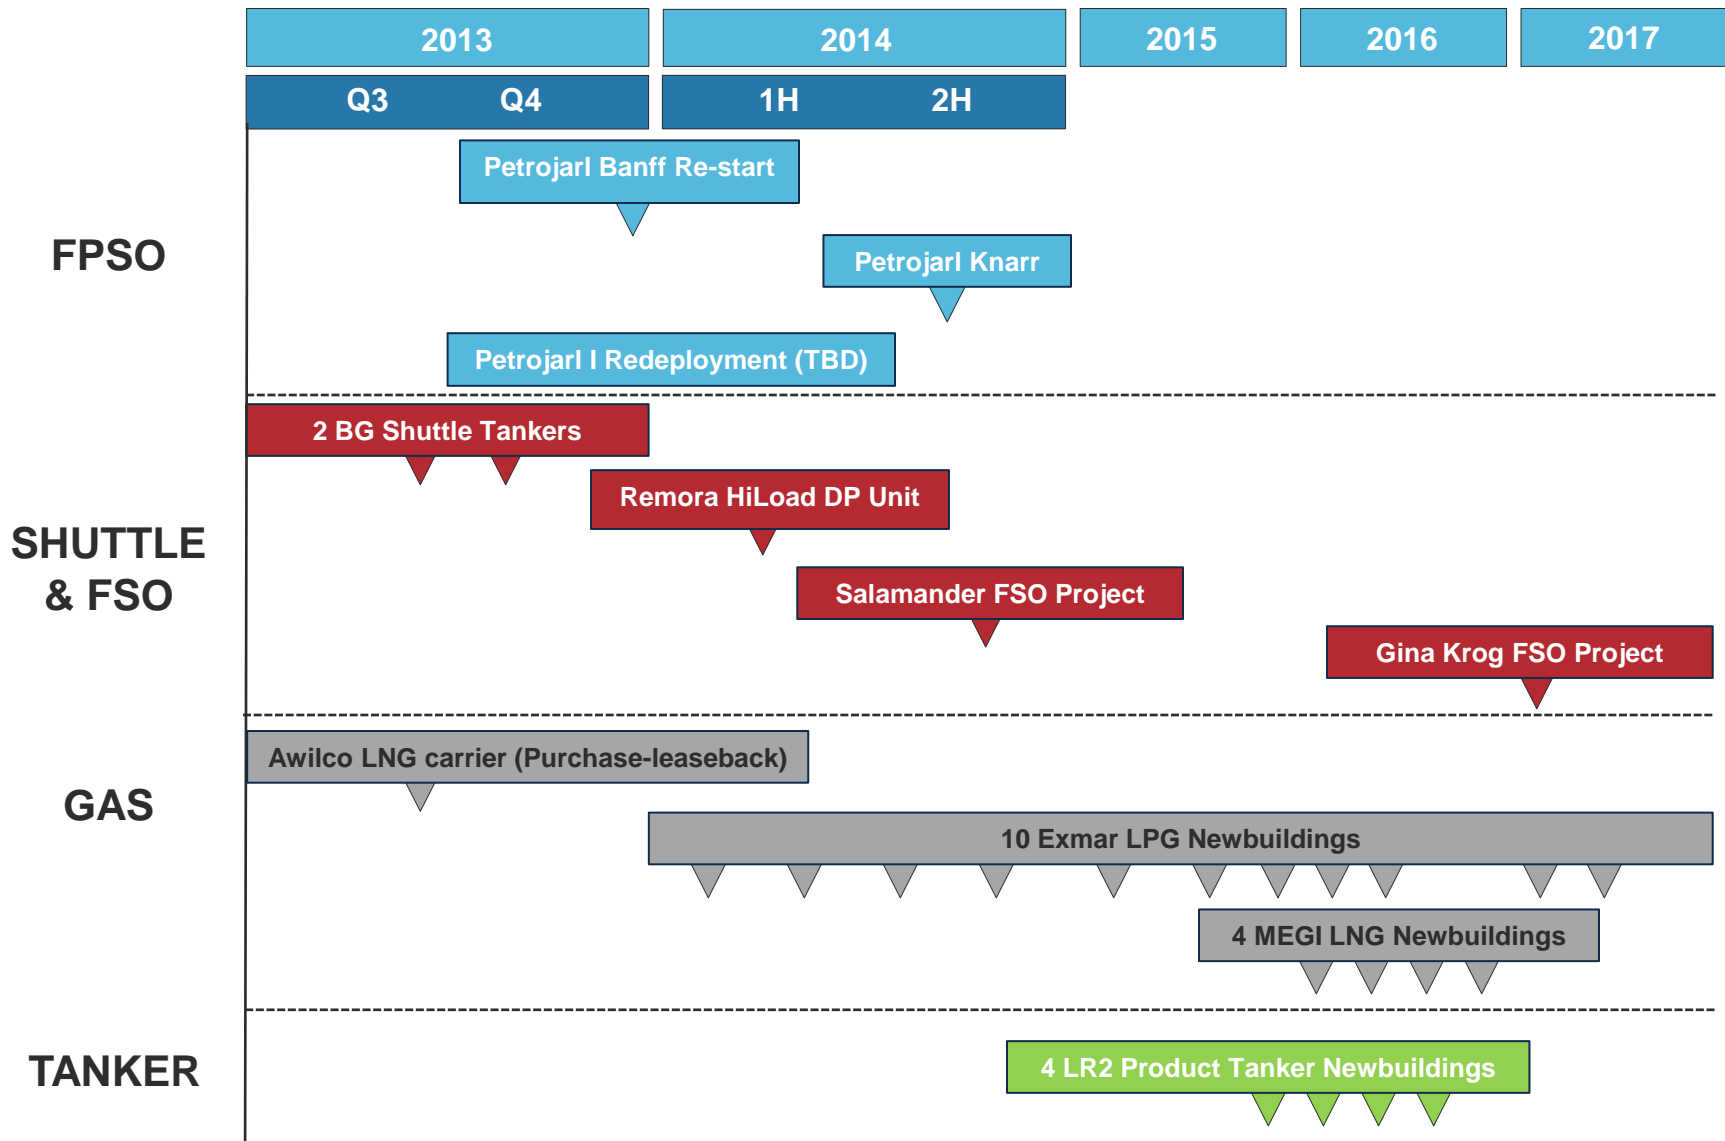 2013
2014
2015
2016
2017
Q3
Q4
1H
2H
FPSO
Petrojarl Banff Re-start
Petrojarl Knarr
Petrojarl I Redeployment (TBD)
SHUTTLE
& FSO
2 BG Shuttle Tankers
Remora HiLoad DP Unit
Salamander FSO Project
Gina Krog FSO Project
GAS
Awilco LNG carrier (Purchase-leaseback)
10 Exmar LPG Newbuildings
4 MEGI LNG Newbuildings
TANKER
4 LR2 Product Tanker Newbuildings